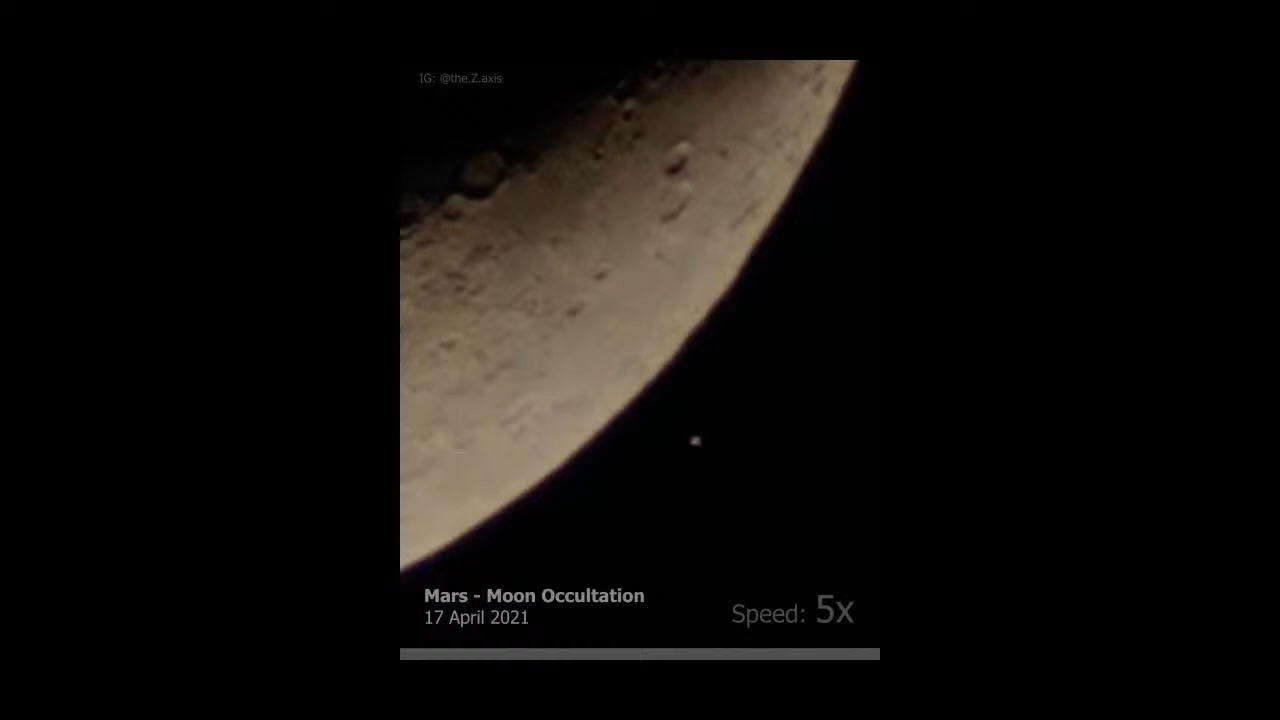 IG: @the.Z.axis
Mars - Moon Occultation
17 April 2021
Speed: 5x